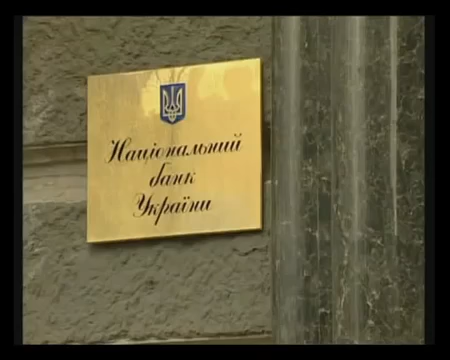 Національний
банк
України